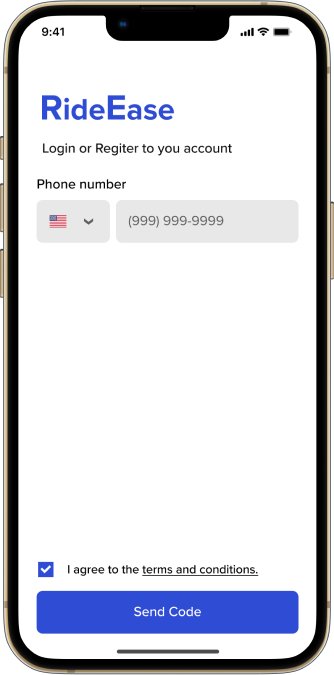 9:41
RideEase
Login or Regiter to you account
Phone number
(999) 999-9999
I agree to the terms and conditions.
Send Code